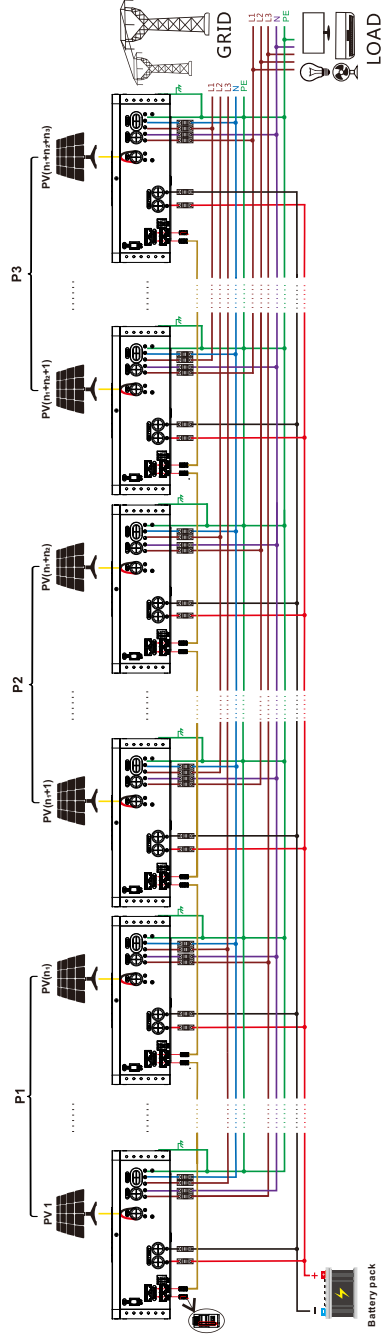 P1
P2
P3
PV 1
PV(n₁)
PV(n₁+1)
PV(n₁+n₂)
PV(n₁+n₂+1)
PV(n₁+n₂+n₃)
GRID
L1
L2
L3
N
PE
L1
L2
L3
N
PE
LOAD
+
−
Battery pack